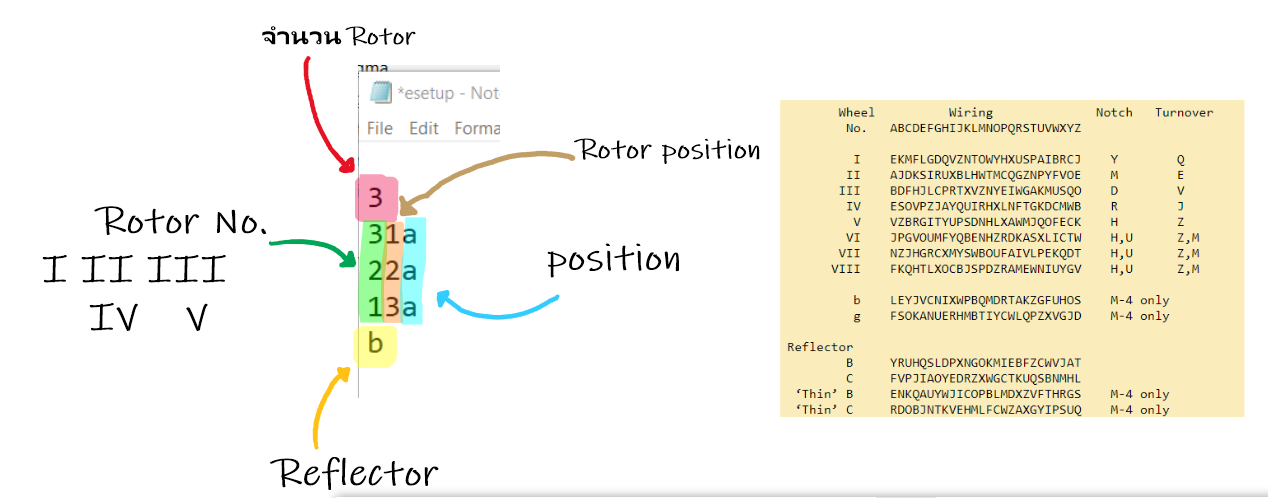 จำนวน Rotor
*esetup - Not
File Edit Forma
Rotor position
3
31a
22a
13a
b
Rotor No.
I II III
IV V
position
Reflector
Wheel Wiring Notch Turnover
No. ABCDEFGHIJKLMNOPQRSTUVWXYZ
I EKMFLGDQVZNTOWYHXUSPAIBRCJ Y Q
II AJDKSIRUXBLHWTMCQGZNPYFVOE M E
III BDFHJLCPRTXVZNYEIWGAKMUSQO D V
IV ESOVPZJAYQUIRHXLNFTGKDCMWB R J
V VZBRGITYUPSDNHLXAWMJQOFECK H Z
VI JPGVOUMFYQBENHZRDKASXLICTW H,U Z,M
VII NZJHGRCXMYSWBOUFAIVLPEKQDT H,U Z,M
VIII FKQHTLXOCBJSPDZRAMEWNIUYGV H,U Z,M
b LEYJVCNIXWPBQMDRTAKZGFUHOS M-4 only
g FSOKANUERHMBTIYCWLQPZXVGJD M-4 only
Reflector
B YRUHQSLDPXNGOKMIEBFZCWVJAT
C FVPJIAOYEDRZXWGCTKUQSBNMHL
‘Thin’ B ENKQAUYWJICOPBLMDXZVFTHRGS M-4 only
‘Thin’ C RDOBJNTKVEHMLFCWZAXGYIPSUQ M-4 only